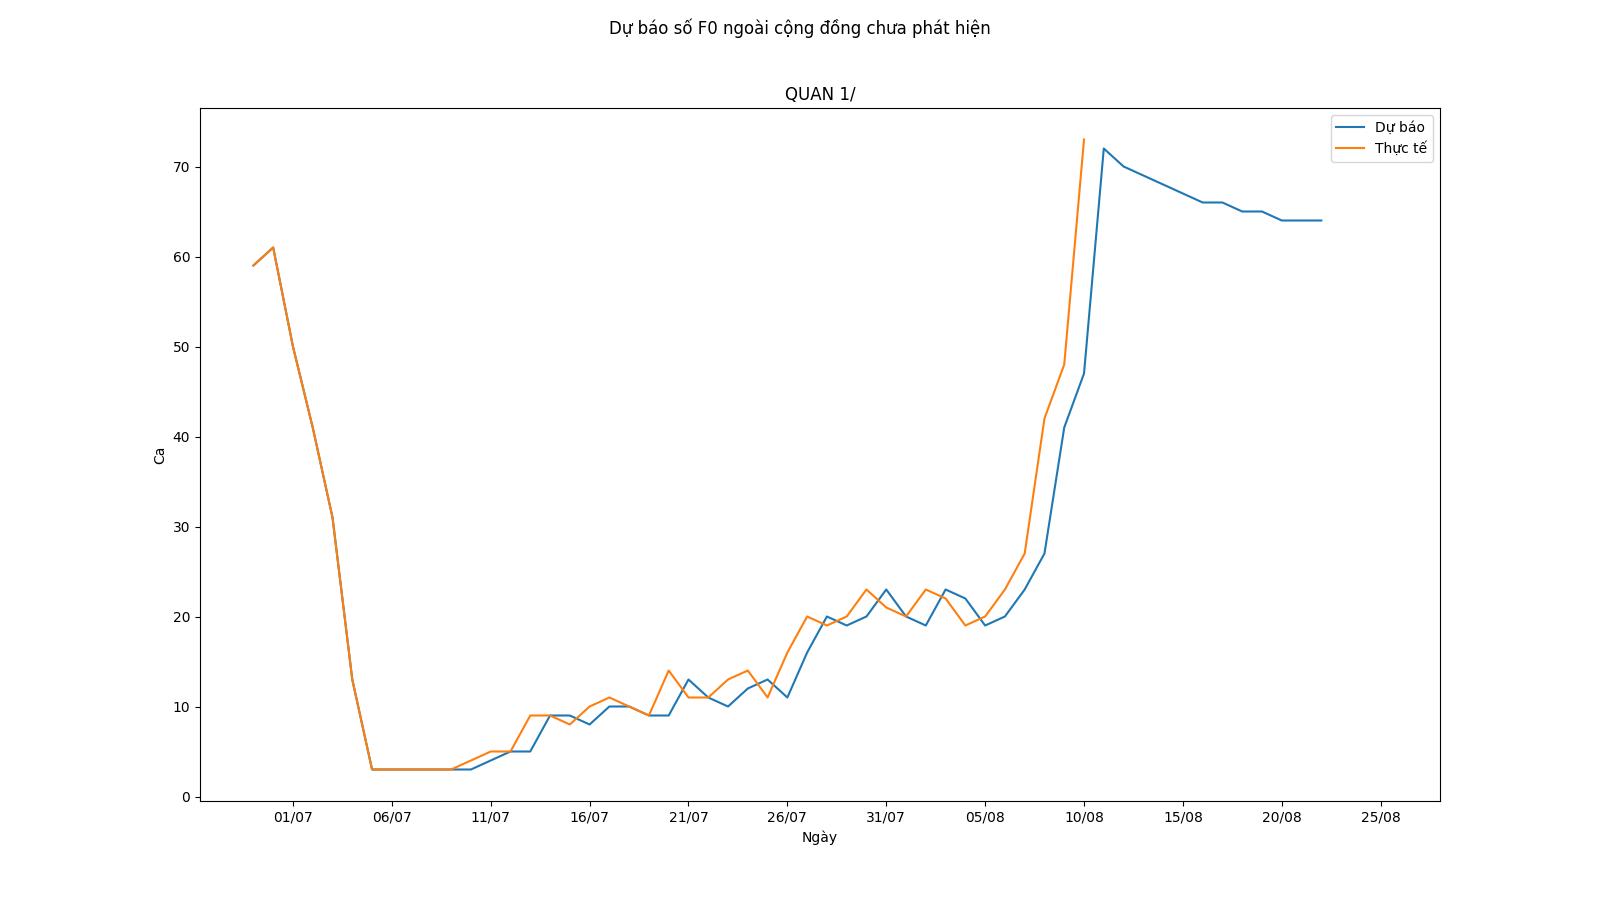 Dự báo số F0 ngoài cộng đồng chưa phát hiện
QUAN 1/
Dự báo
Thực tế
70
60
50
40
30
20
10
0
Ca
01/07 06/07 11/07 16/07 21/07 26/07 31/07 05/08 10/08 15/08 20/08 25/08
Ngày